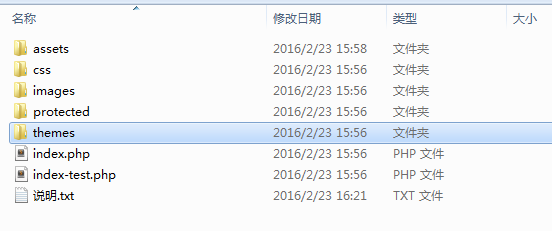 名称 修改日期 类型 大小
assets 2016/2/23 15:58 文件夹
css 2016/2/23 15:56 文件夹
images 2016/2/23 15:56 文件夹
protected 2016/2/23 15:56 文件夹
themes 2016/2/23 15:56 文件夹
index.php 2016/2/23 15:56 PHP 文件
index-test.php 2016/2/23 15:56 PHP 文件
说明.txt 2016/2/23 16:21 TXT 文件